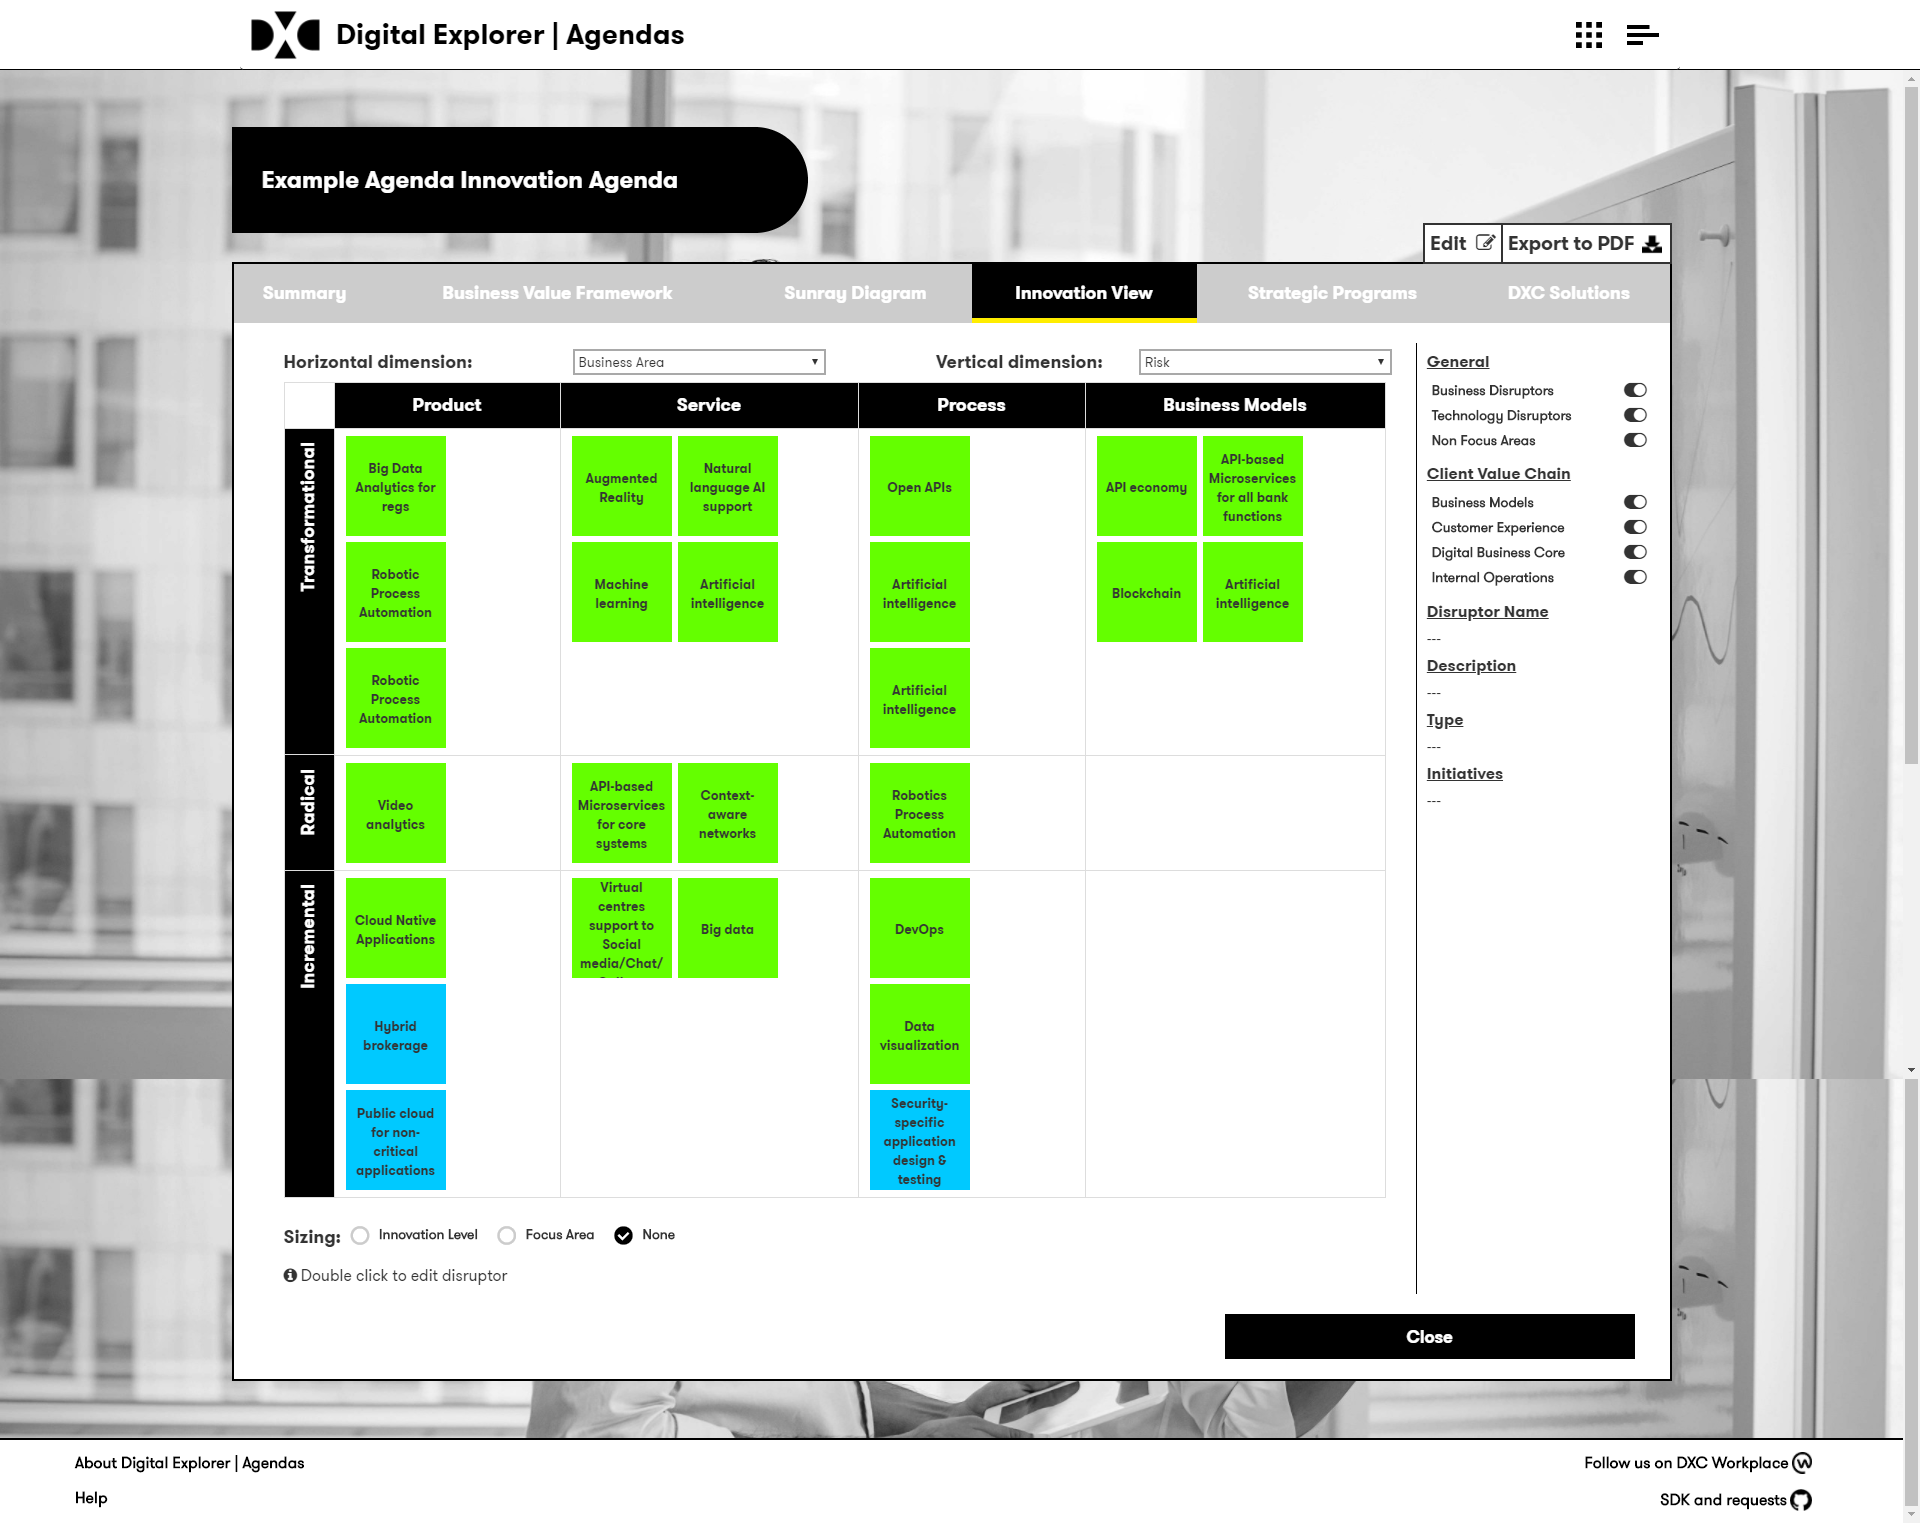 DXC Digital Explorer | Agendas
Example Agenda Innovation Agenda
Edit
Export to PDF
Summary
Business Value Framework
Sunray Diagram
Innovation View
Strategic Programs
DXC Solutions
Horizontal dimension:
Business Area
Vertical dimension:
Risk
Product
Service
Process
Business Models
Transformational
Big Data
Analytics for
regs
Robotic
Process
Automation
Robotic
Process
Automation
Augmented
Reality
Natural
language AI
support
Machine
learning
Artificial
intelligence
Open APIs
Artificial
intelligence
Artificial
intelligence
API economy
API-based
Microservices
for all bank
functions
Blockchain
Artificial
intelligence
Radical
Video
analytics
API-based
Microservices
for core
systems
Context-
aware
networks
Robotics
Process
Automation
Incremental
Cloud Native
Applications
Hybrid
brokerage
Public cloud
for non-
critical
applications
Virtual
centres
support to
Social
media/Chat/
Big data
DevOps
Data
visualization
Security-
specific
application
design &
testing
General
Business Disruptors
Technology Disruptors
Non Focus Areas
Client Value Chain
Business Models
Customer Experience
Digital Business Core
Internal Operations
Disruptor Name
---
Description
---
Type
---
Initiatives
---
Sizing:
Innovation Level
Focus Area
None
Double click to edit disruptor
Close
About Digital Explorer | Agendas
Help
Follow us on DXC Workplace
SDK and requests